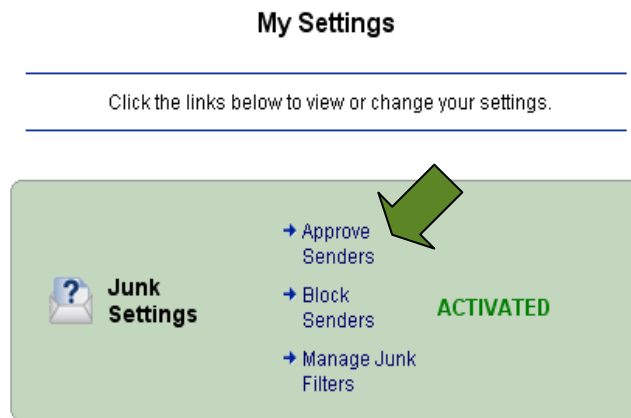 My Settings
Click the links below to view or change your settings.
Junk
Settings
Approve
Senders
Block
Senders
Manage Junk
Filters
ACTIVATED